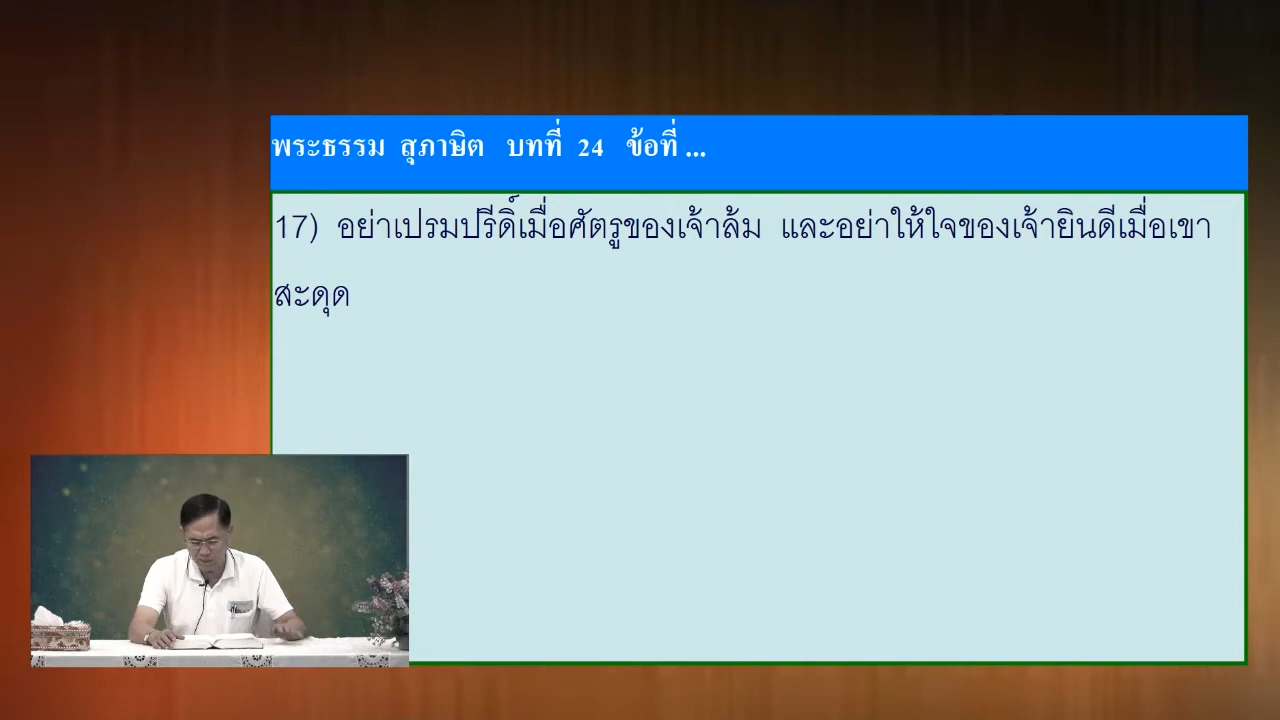 พระธรรม สุภาษิต บทที่ 24 ข้อที่ ...
17) อย่าเปรมปรีดิ์เมื่อศัตรูของเจ้าล้ม และอย่าให้ใจของเจ้ายินดีเมื่อเขา
สะดุด